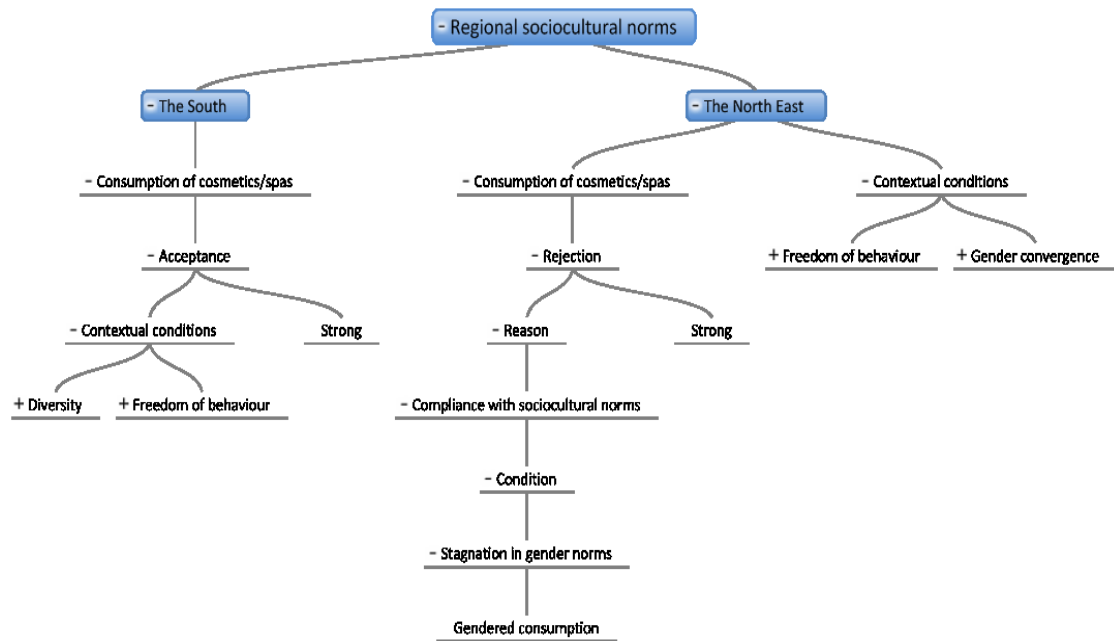 - Regional sociocultural norms
- The South
- The North East
- Consumption of cosmetics/spas
- Consumption of cosmetics/spas
- Contextual conditions
- Acceptance
- Rejection
+ Freedom of behaviour
+ Gender convergence
- Contextual conditions
Strong
- Reason
Strong
+ Diversity
+ Freedom of behaviour
- Compliance with sociocultural norms
- Condition
- Stagnation in gender norms
Gendered consumption